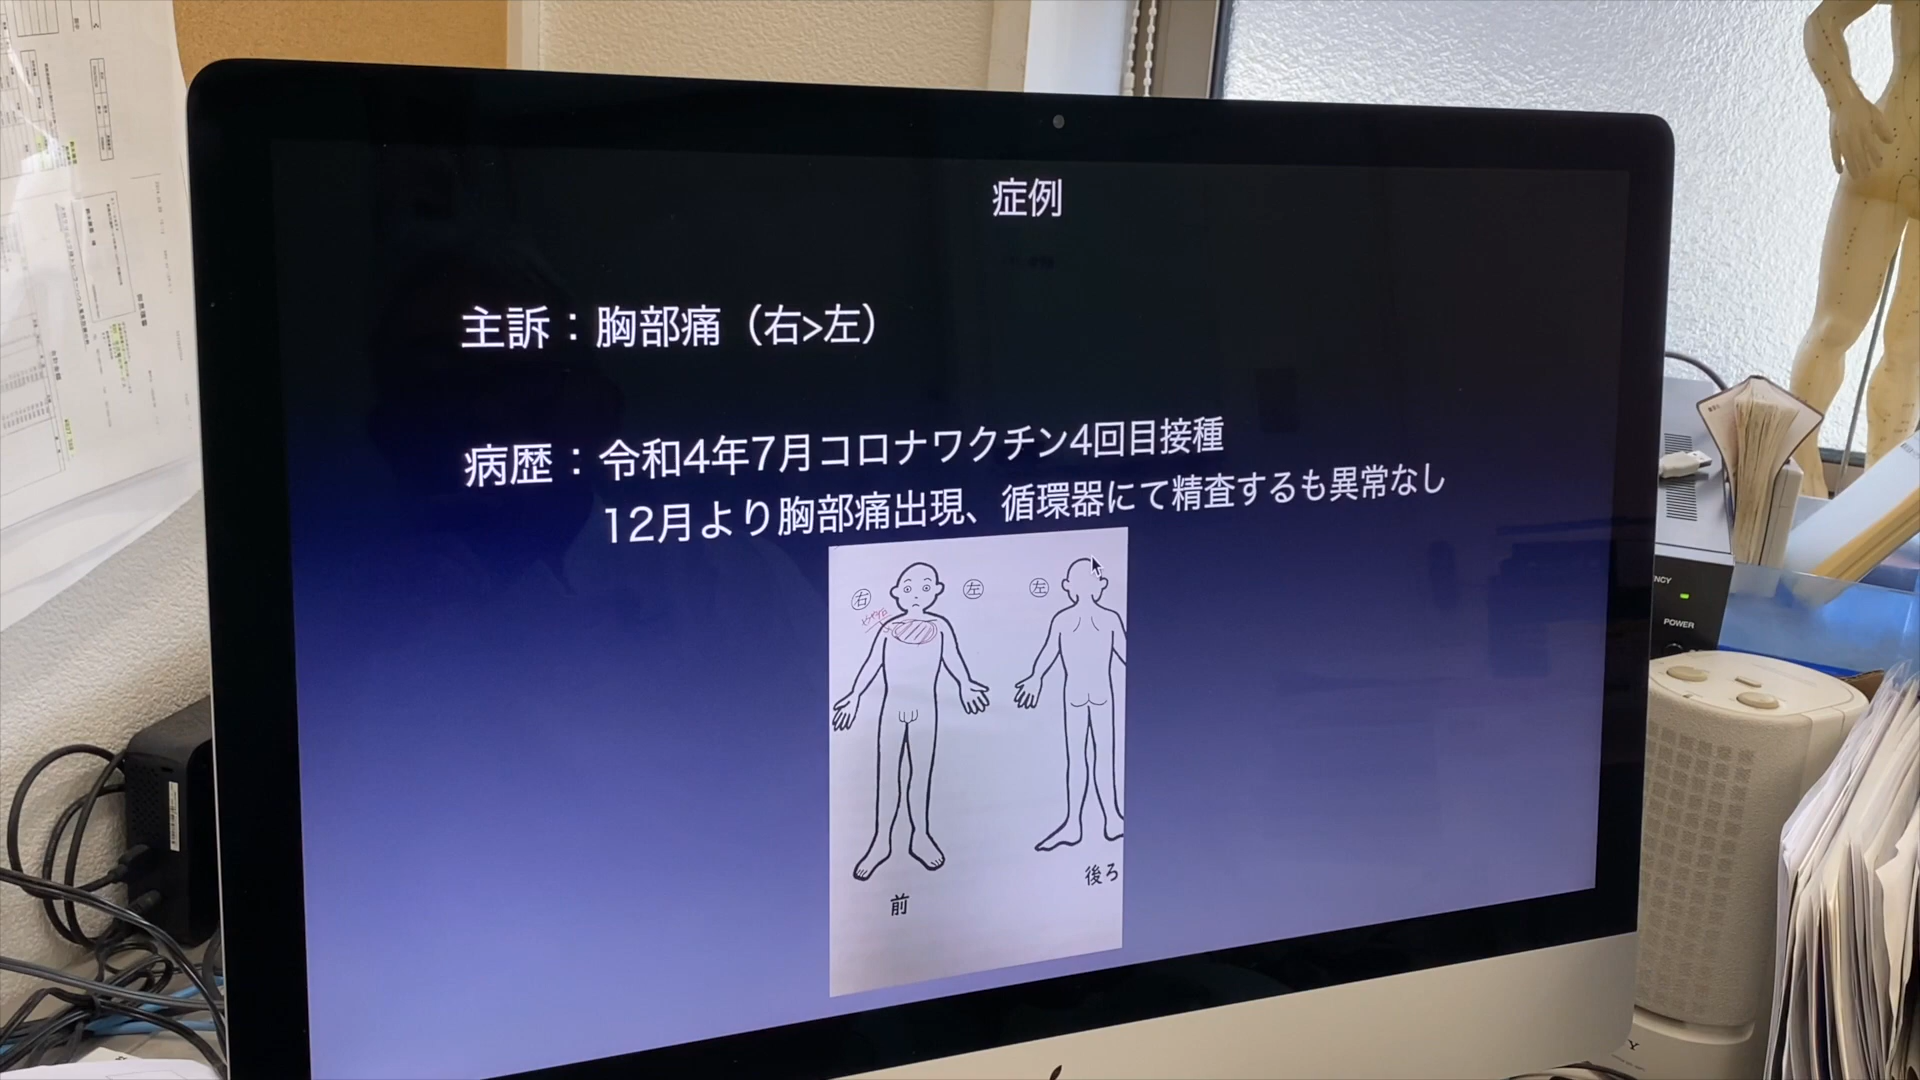 症例
主訴：胸部痛（右>左）
病歴：令和4年7月コロナワクチン4回目接種
12月より胸部痛出現、循環器にて精査するも異常なし
右
左
左
前
後ろ
POWER